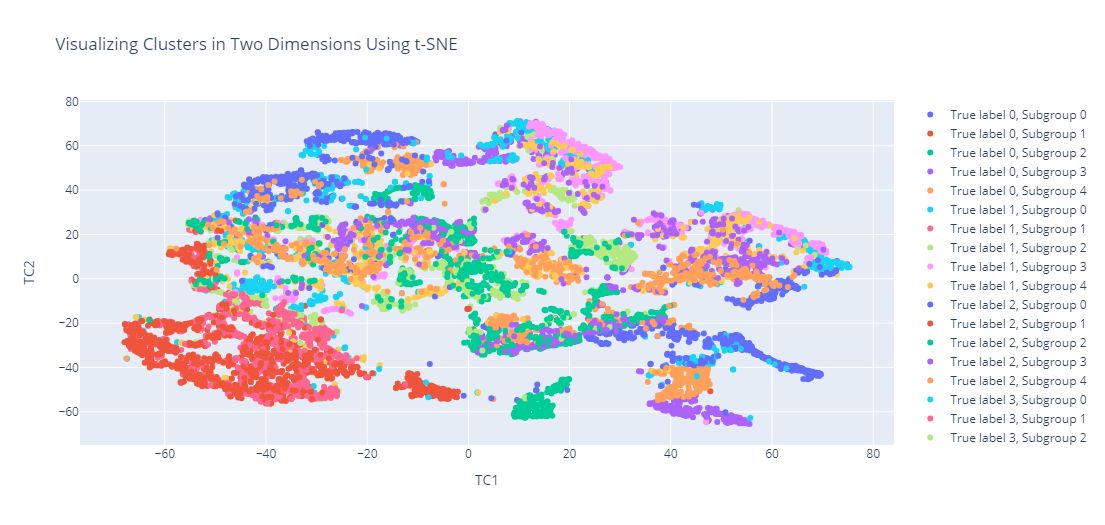 Visualizing Clusters in Two Dimensions Using t-SNE
80
60
40
20
0
−20
−40
−60
TC2
−60
−40
−20
0
20
40
60
80
TC1
True label 0, Subgroup 0
True label 0, Subgroup 1
True label 0, Subgroup 2
True label 0, Subgroup 3
True label 0, Subgroup 4
True label 1, Subgroup 0
True label 1, Subgroup 1
True label 1, Subgroup 2
True label 1, Subgroup 3
True label 1, Subgroup 4
True label 2, Subgroup 0
True label 2, Subgroup 1
True label 2, Subgroup 2
True label 2, Subgroup 3
True label 2, Subgroup 4
True label 3, Subgroup 0
True label 3, Subgroup 1
True label 3, Subgroup 2